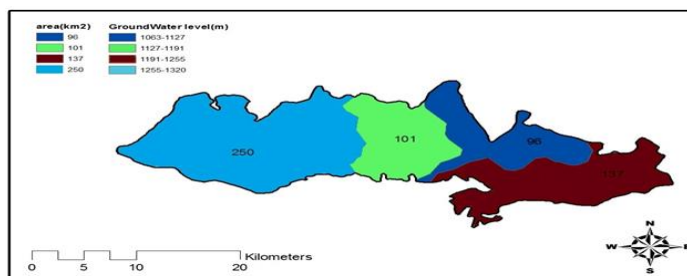 area(km2) GroundWater level(m)
96 1063-1127
101 1127-1191
137 1191-1255
250 1255-1320
250
101
96
137
Kilometers
0 5 10 20
N
W E
S